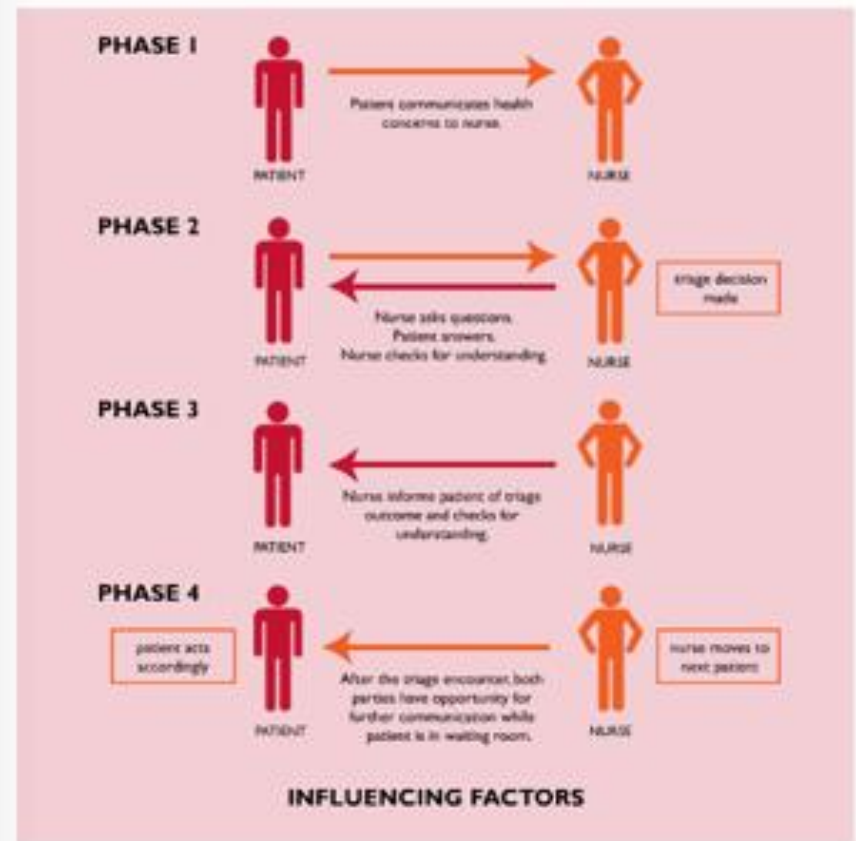 PHASE 1
Patient communicates health
concerns to nurse.
PATIENT
NURSE
PHASE 2
triage decision
made
Nurse asks questions.
Patient answers.
Nurse checks for understanding.
PATIENT
NURSE
PHASE 3
Nurse informs patient of triage
outcome and checks for
understanding.
PATIENT
NURSE
PHASE 4
patient acts
accordingly
nurse moves to
next patient
After the triage encounter, both
parties have opportunity for
further communication while
patient is in waiting room.
PATIENT
NURSE
INFLUENCING FACTORS